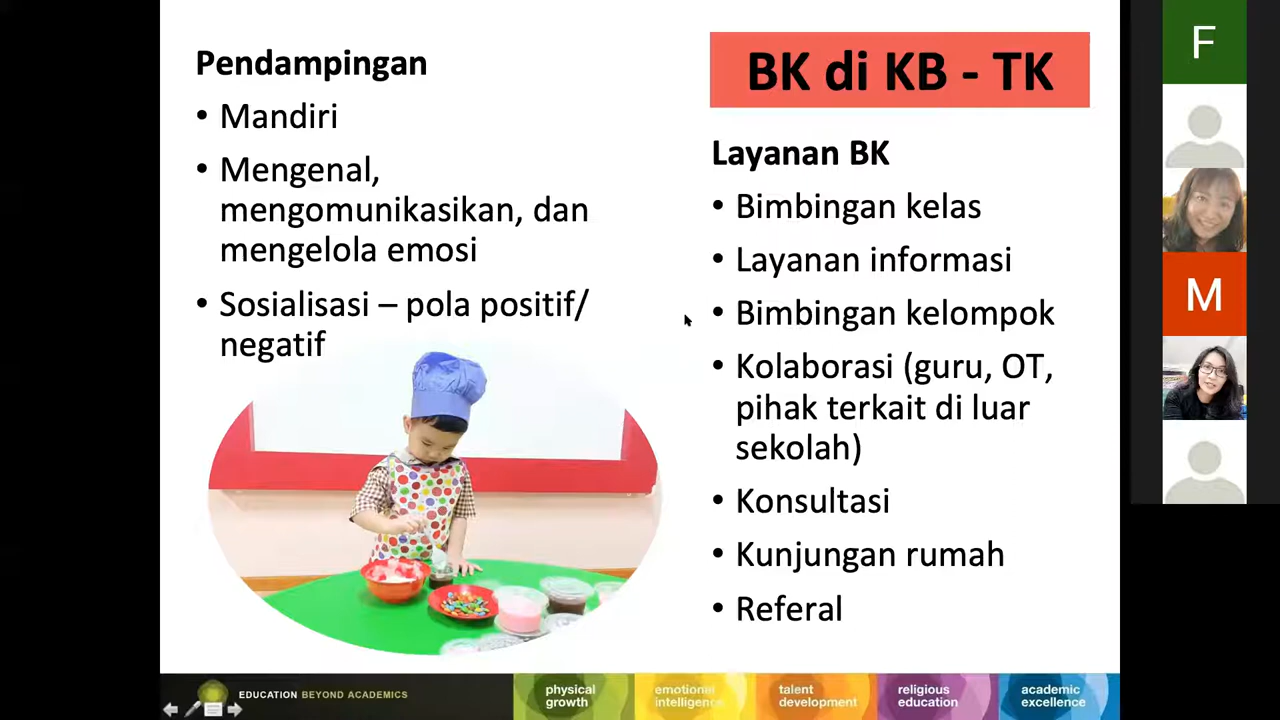 Pendampingan
• Mandiri
• Mengenal,
mengomunikasikan, dan
mengelola emosi
• Sosialisasi – pola positif/
negatif
BK di KB - TK
Layanan BK
• Bimbingan kelas
• Layanan informasi
• Bimbingan kelompok
• Kolaborasi (guru, OT,
pihak terkait di luar
sekolah)
• Konsultasi
• Kunjungan rumah
• Referal
EDUCATION BEYOND ACADEMICS
physical
growth
emotional
intelligence
talent
development
religious
education
academic
excellence
F
M